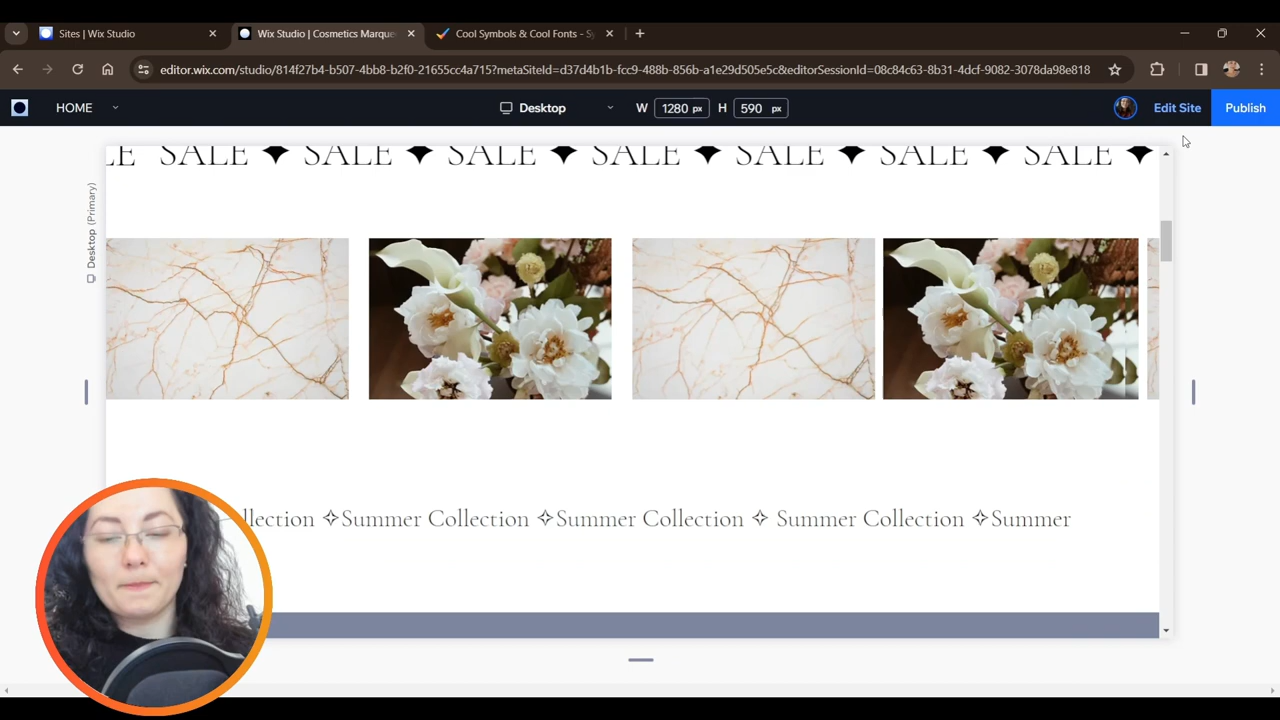 Sites | Wix Studio
Wix Studio | Cosmetics Marque
Cool Symbols & Cool Fonts - Sy
editor.wix.com/studio/814f27b4-b507-4bb8-b2f0-21655cc4a715?metaSiteId=d37d4b1b-fcc9-488b-856b-a1e29d505e5c&editorSessionId=08c84c63-8b31-4dcf-9082-3078da98e818
HOME
Desktop
W 1280 px H 590 px
Edit Site
Publish
LE SALE ✦ SALE ✦ SALE ✦ SALE ✦ SALE ✦ SALE ✦ SALE ✦
Desktop (Primary)
llection ✧Summer Collection ✧Summer Collection ✧ Summer Collection ✧Summer